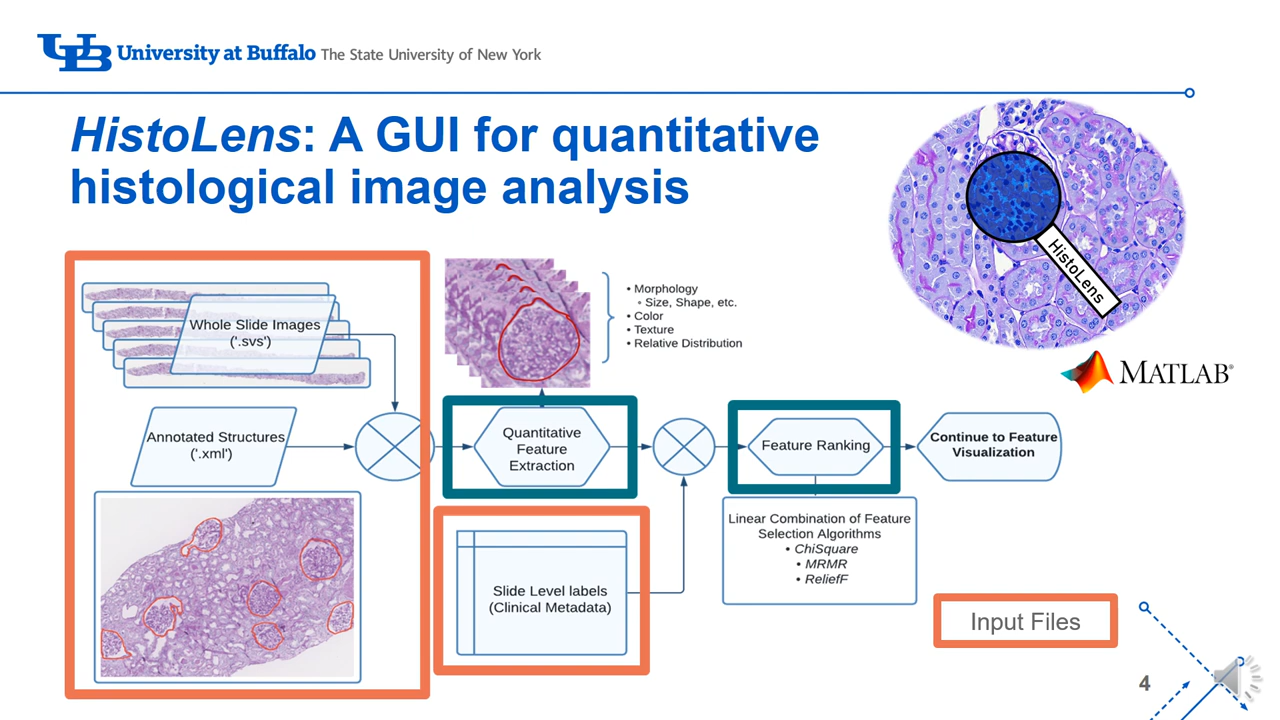 UB University at Buffalo The State University of New York
HistoLens: A GUI for quantitative
histological image analysis
HistoLens
MATLAB®
Whole Slide Images
('.svs')
• Morphology
◦ Size, Shape, etc.
• Color
• Texture
• Relative Distribution
Annotated Structures
('.xml')
Quantitative
Feature
Extraction
Feature Ranking
Continue to Feature
Visualization
Linear Combination of Feature
Selection Algorithms
• ChiSquare
• MRMR
• ReliefF
Slide Level labels
(Clinical Metadata)
Input Files
4